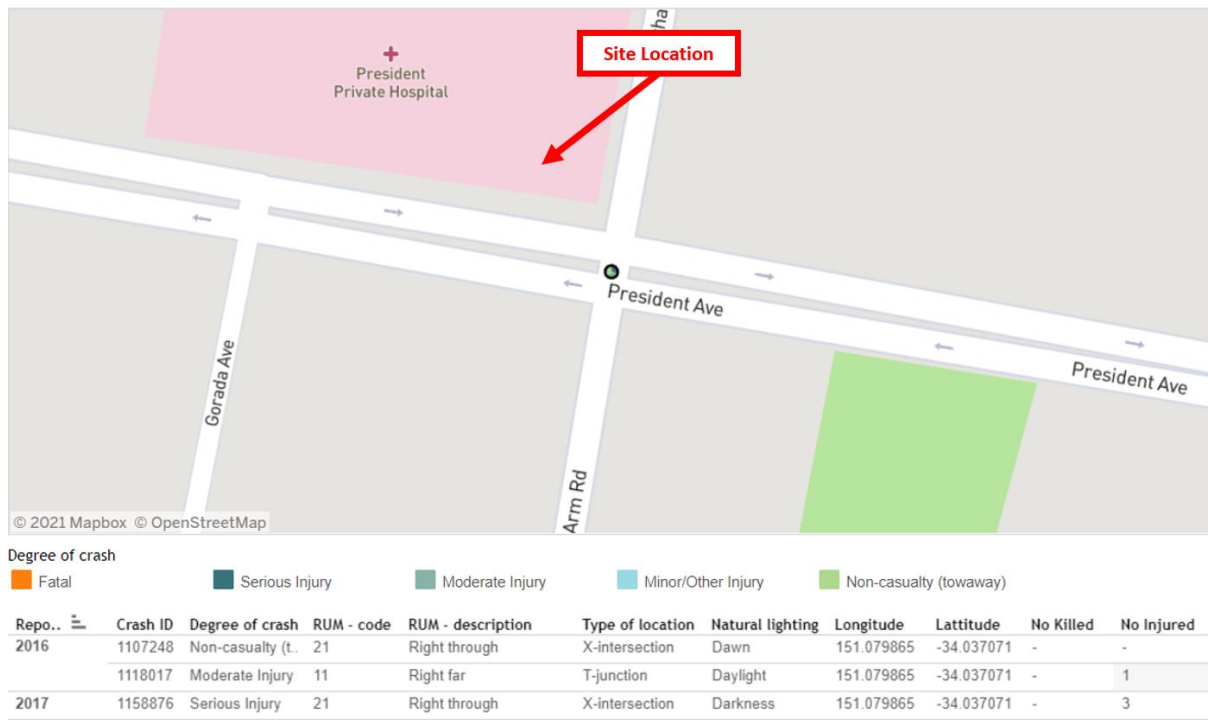 tha
Site Location
President
Private Hospital
President Ave
President Ave
Gorada Ave
Arm Rd
© 2021 Mapbox © OpenStreetMap
Degree of crash
Fatal
Serious Injury
Moderate Injury
Minor/Other Injury
Non-casualty (towaway)
Repo.. Crash ID Degree of crash RUM - code RUM - description Type of location Natural lighting Longitude Lattitude No Killed No Injured
2016 1107248 Non-casualty (t.. 21 Right through X-intersection Dawn 151.079865 -34.037071 - -
1118017 Moderate Injury 11 Right far T-junction Daylight 151.079865 -34.037071 - 1
2017 1158876 Serious Injury 21 Right through X-intersection Darkness 151.079865 -34.037071 - 3